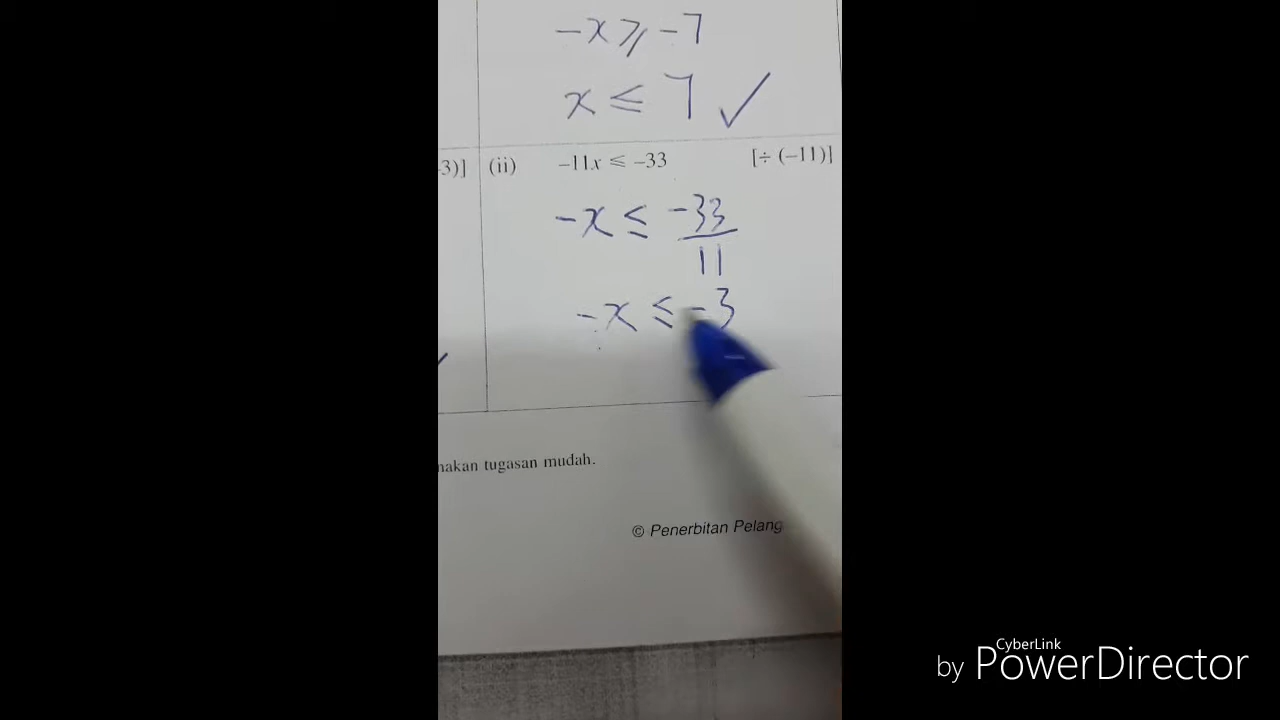 -x ≥ -7
x ≤ 7 ✓
3)]
(ii) –11x ≤ –33 [÷ (–11)]
-x ≤ -33/11
-x ≤ -3
nakan tugasan mudah.
© Penerbitan Pelang
CyberLink
by PowerDirector